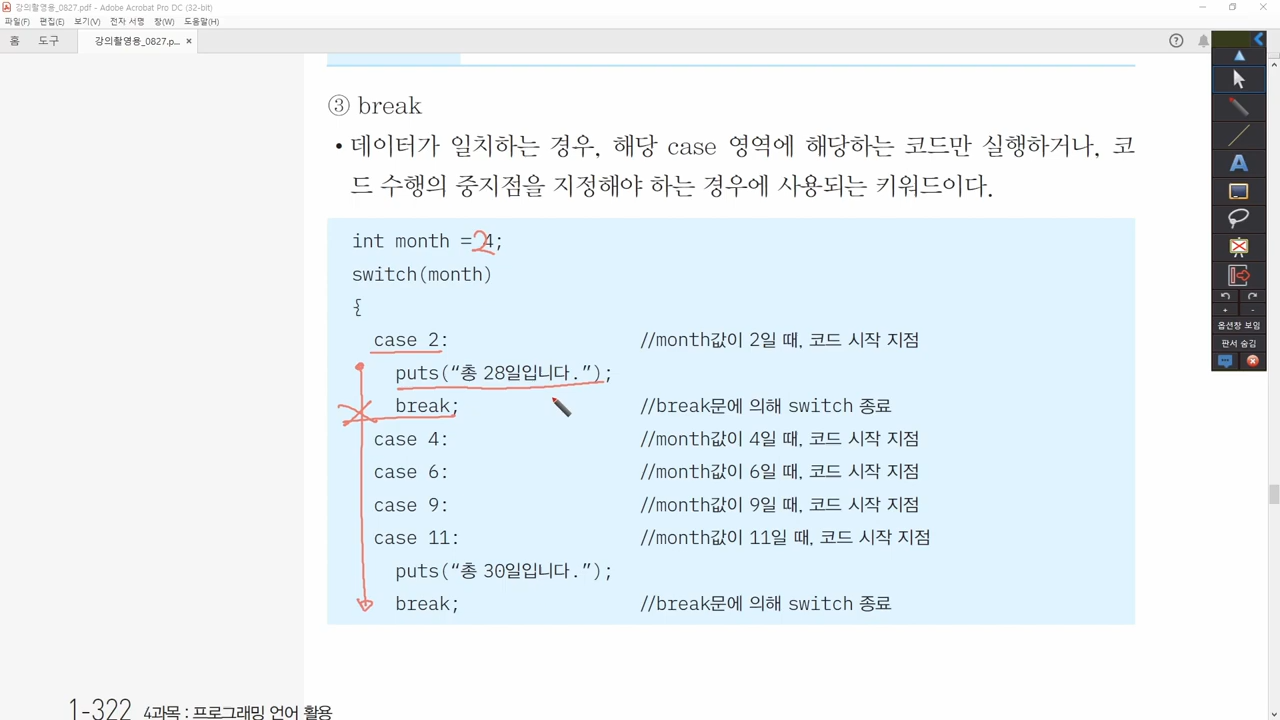 강의촬영용_0827.pdf - Adobe Acrobat Pro DC (32-bit)
파일(F) 편집(E) 보기(V) 전자 서명 창(W) 도움말(H)
홈 도구 강의촬영용_0827.p... ×
③ break
• 데이터가 일치하는 경우, 해당 case 영역에 해당하는 코드만 실행하거나, 코
드 수행의 중지점을 지정해야 하는 경우에 사용되는 키워드이다.
int month = 24;
switch(month)
{
case 2: //month값이 2일 때, 코드 시작 지점
puts(“총 28일입니다.”);
break; //break문에 의해 switch 종료
case 4: //month값이 4일 때, 코드 시작 지점
case 6: //month값이 6일 때, 코드 시작 지점
case 9: //month값이 9일 때, 코드 시작 지점
case 11: //month값이 11일 때, 코드 시작 지점
puts(“총 30일입니다.”);
break; //break문에 의해 switch 종료
1-322 4과목 : 프로그래밍 언어 활용
A
+ -
옵션창 보임
판서 숨김